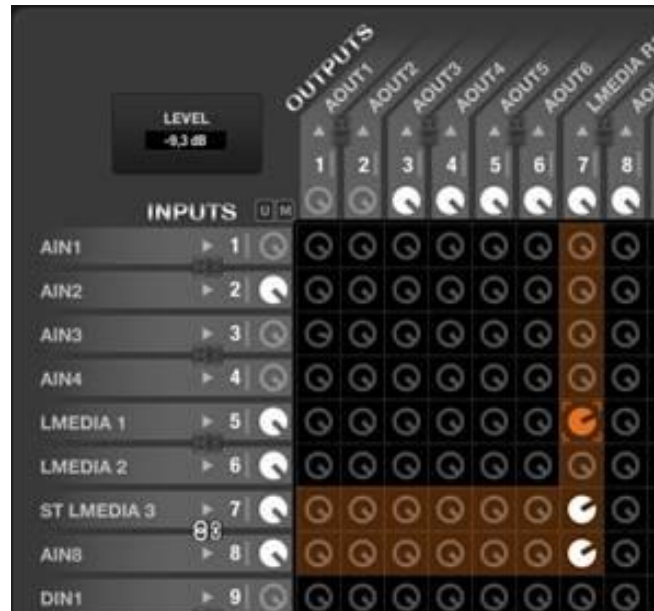 OUTPUTS
AOUT1
AOUT2
AOUT3
AOUT4
AOUT5
AOUT6
LMEDIA
LEVEL
-9,3 dB
1 2 3 4 5 6 7 8
INPUTS U M
AIN1 1
AIN2 2
AIN3 3
AIN4 4
LMEDIA 1 5
LMEDIA 2 6
ST LMEDIA 3 7
AIN8 8
DIN1 9